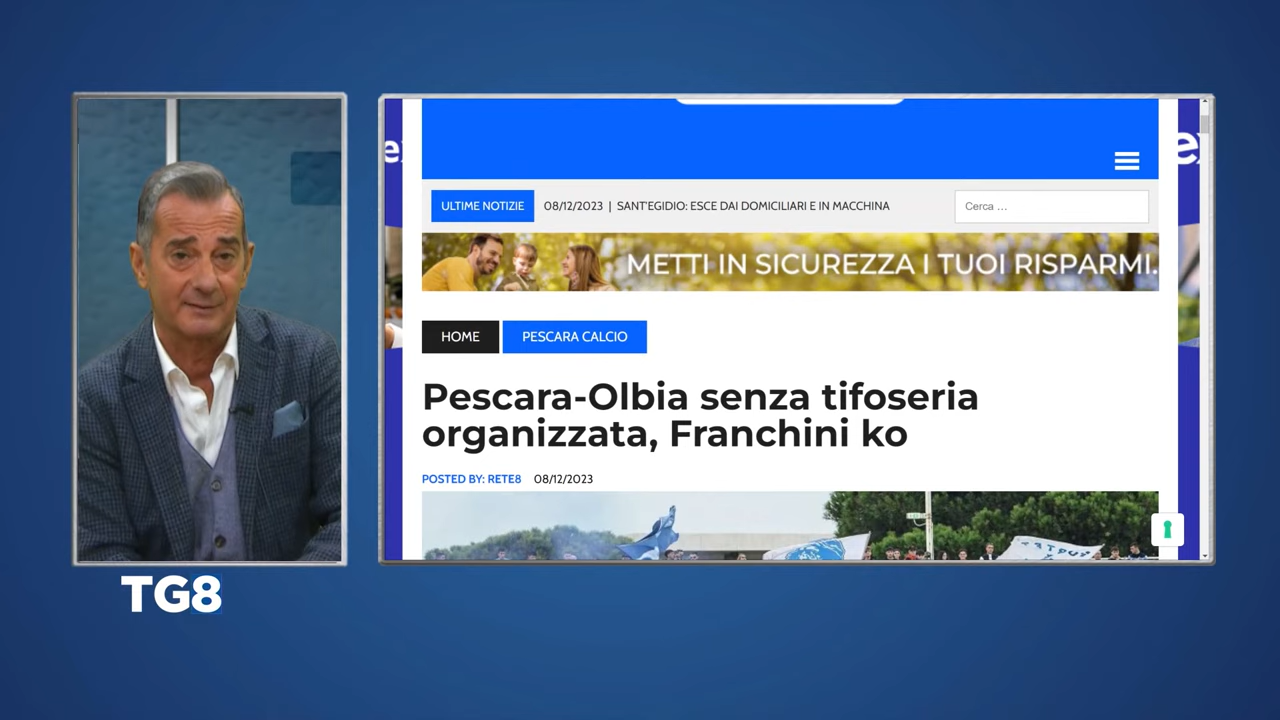 ULTIME NOTIZIE
08/12/2023 | SANT'EGIDIO: ESCE DAI DOMICILIARI E IN MACCHINA
Cerca ...
METTI IN SICUREZZA I TUOI RISPARMI.
HOME
PESCARA CALCIO
Pescara-Olbia senza tifoseria
organizzata, Franchini ko
POSTED BY: RETE8 08/12/2023
TG8